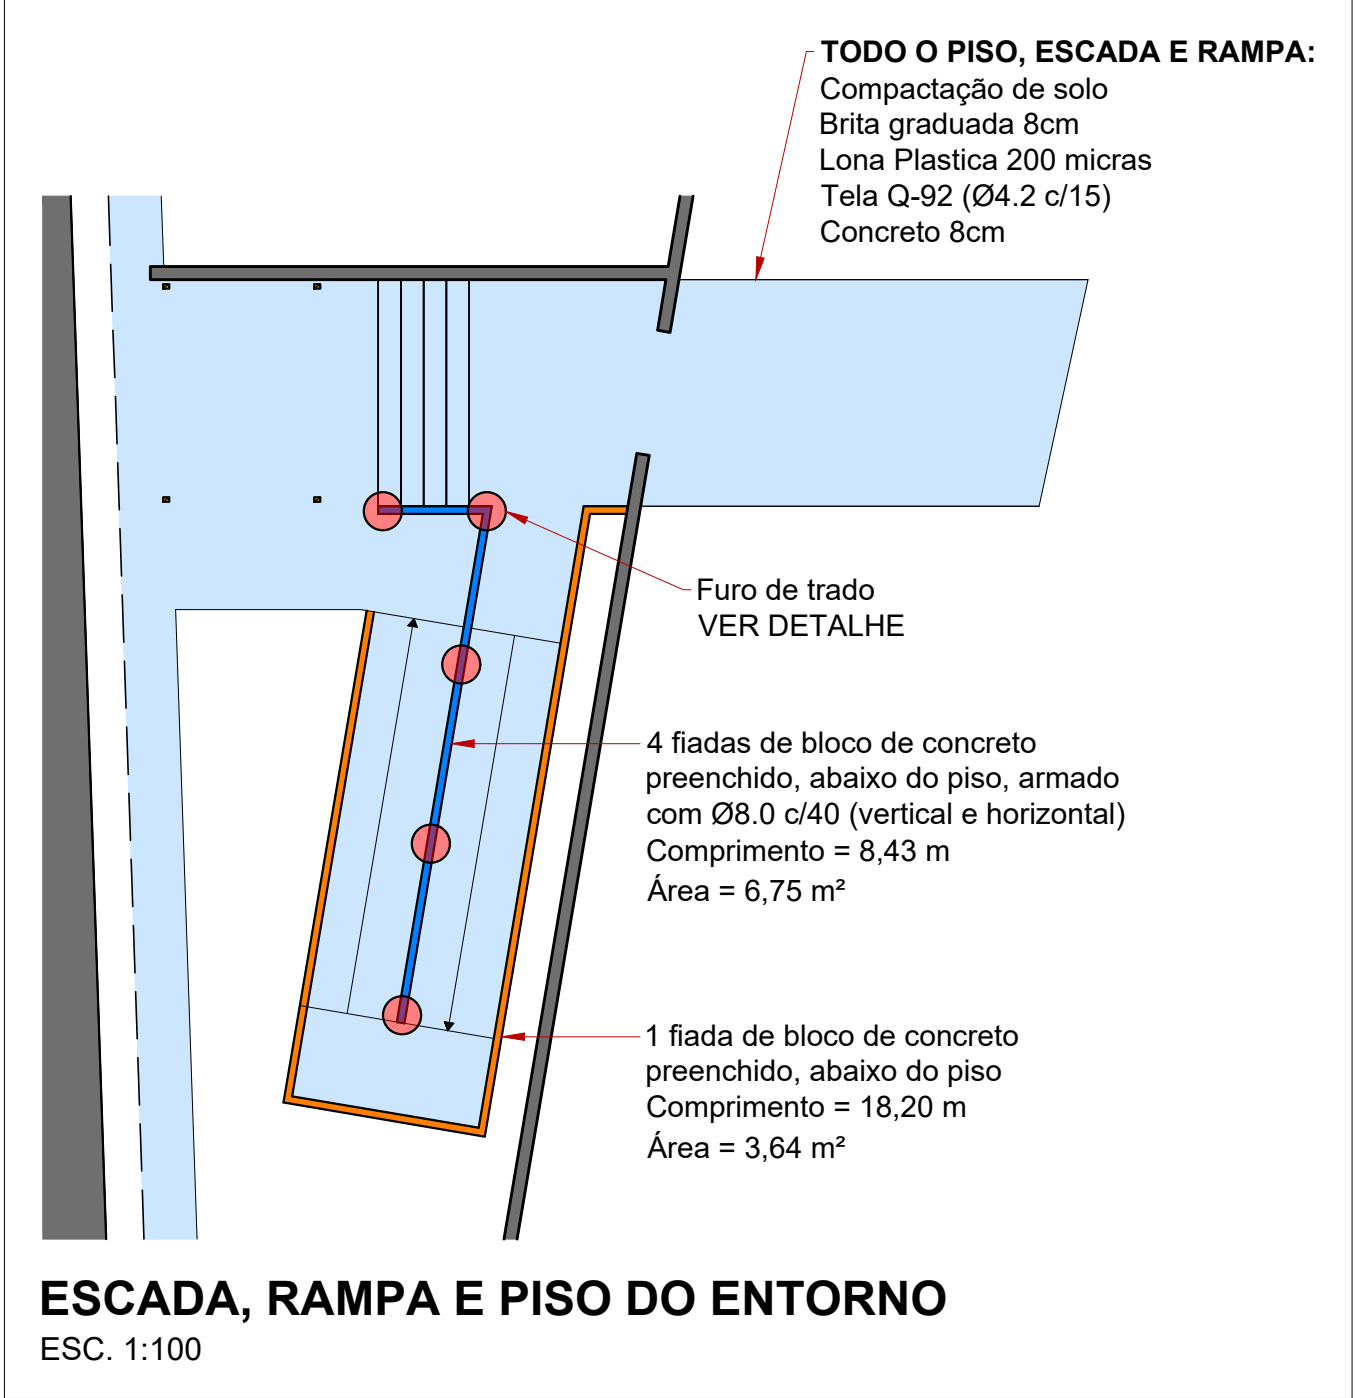 TODO O PISO, ESCADA E RAMPA:
Compactação de solo
Brita graduada 8cm
Lona Plastica 200 micras
Tela Q-92 (Ø4.2 c/15)
Concreto 8cm
Furo de trado
VER DETALHE
4 fiadas de bloco de concreto
preenchido, abaixo do piso, armado
com Ø8.0 c/40 (vertical e horizontal)
Comprimento = 8,43 m
Área = 6,75 m²
1 fiada de bloco de concreto
preenchido, abaixo do piso
Comprimento = 18,20 m
Área = 3,64 m²
ESCADA, RAMPA E PISO DO ENTORNO
ESC. 1:100